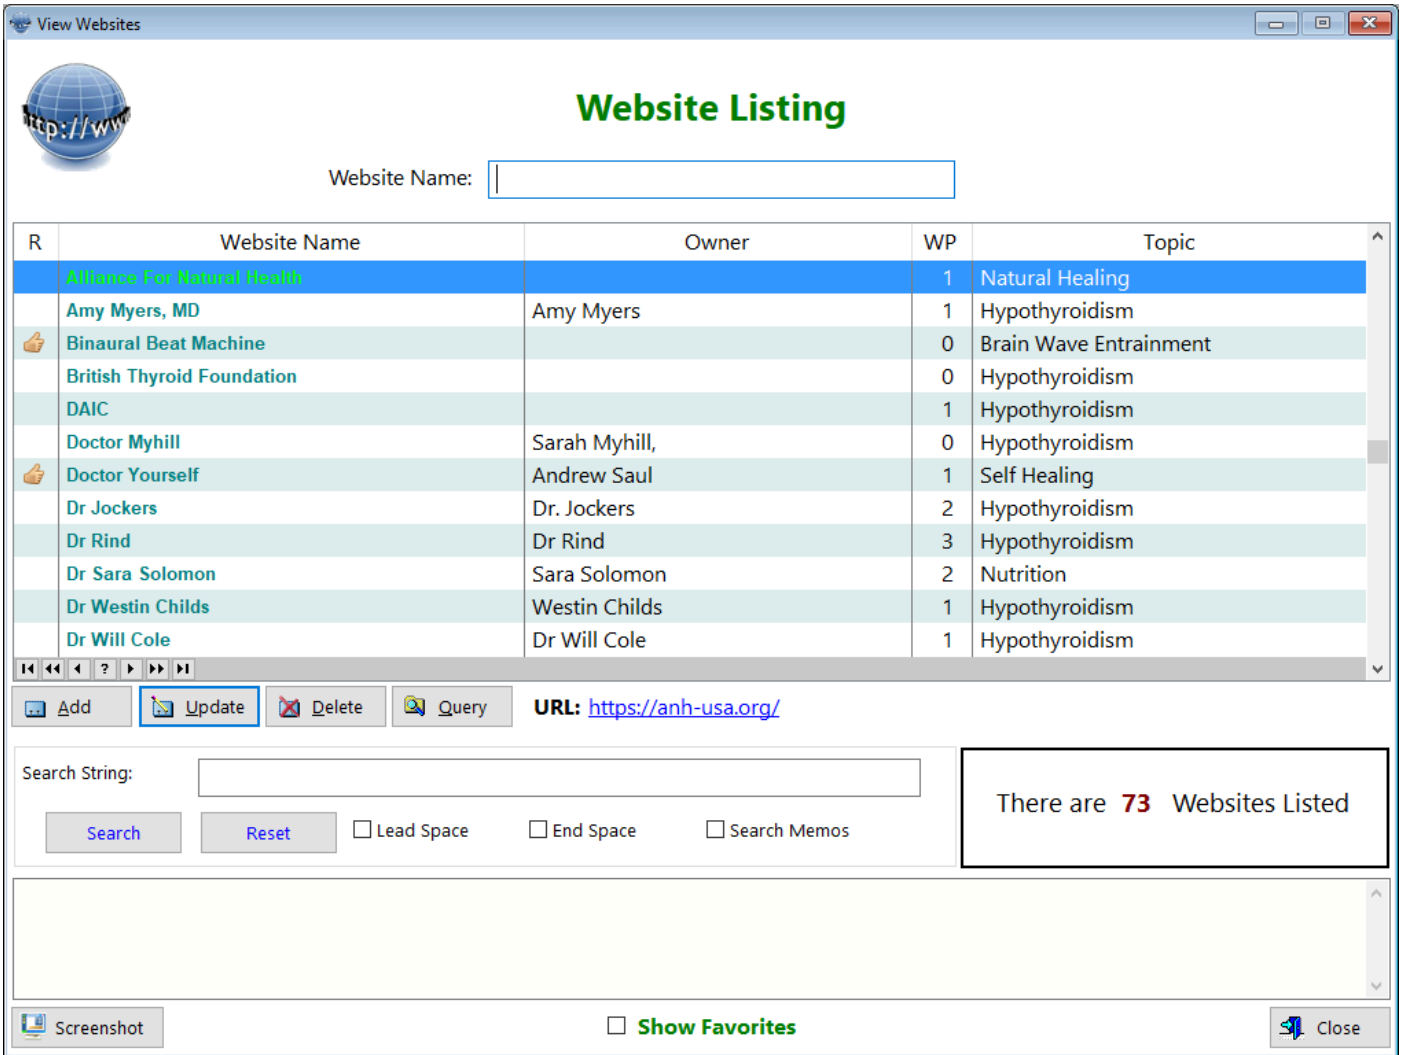 View Websites
http://www
Website Listing
Website Name:
R Website Name Owner WP Topic
Alliance For Natural Health 1 Natural Healing
Amy Myers, MD Amy Myers 1 Hypothyroidism
Binaural Beat Machine 0 Brain Wave Entrainment
British Thyroid Foundation 0 Hypothyroidism
DAIC 1 Hypothyroidism
Doctor Myhill Sarah Myhill, 0 Hypothyroidism
Doctor Yourself Andrew Saul 1 Self Healing
Dr Jockers Dr. Jockers 2 Hypothyroidism
Dr Rind Dr Rind 3 Hypothyroidism
Dr Sara Solomon Sara Solomon 2 Nutrition
Dr Westin Childs Westin Childs 1 Hypothyroidism
Dr Will Cole Dr Will Cole 1 Hypothyroidism
?
Add Update Delete Query URL: https://anh-usa.org/
Search String:
There are 73 Websites Listed
Search Reset Lead Space End Space Search Memos
Screenshot Show Favorites Close